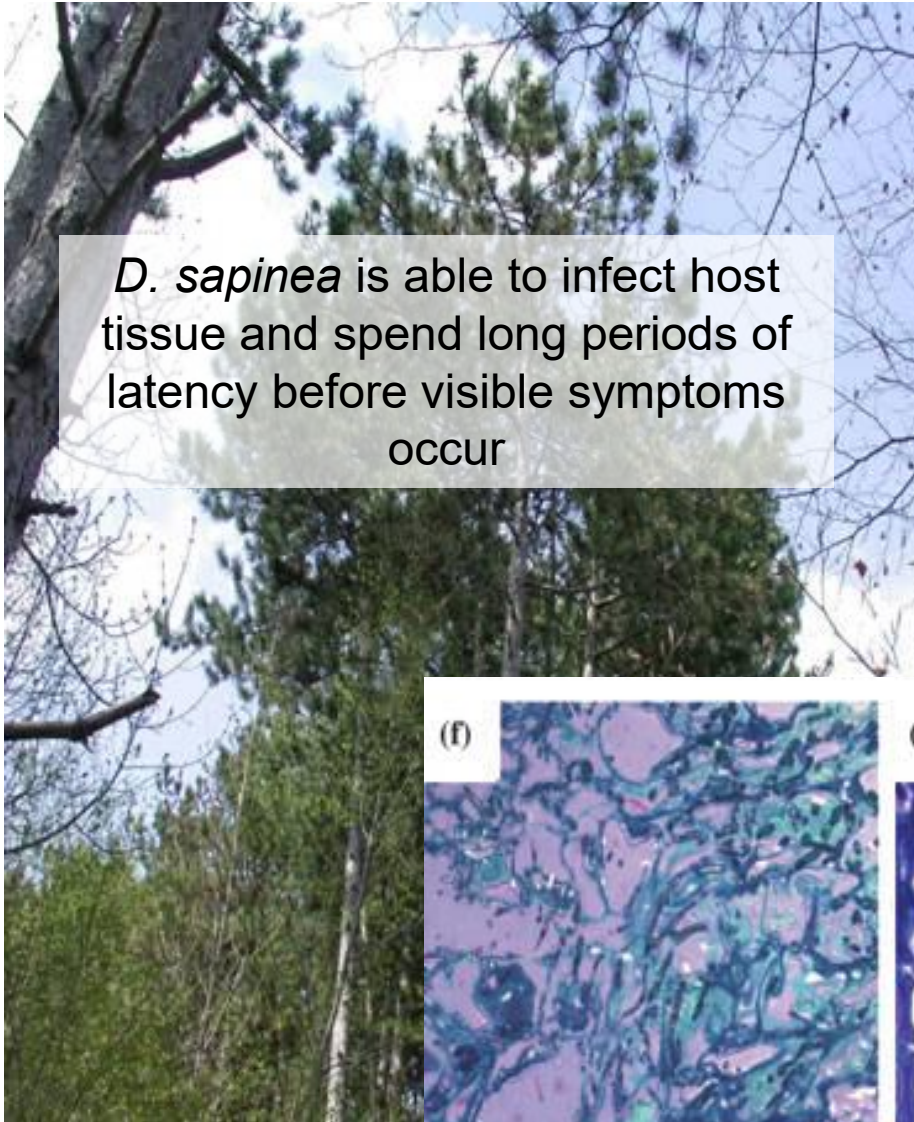 D. sapinea is able to infect host
tissue and spend long periods of
latency before visible symptoms
occur
(f)